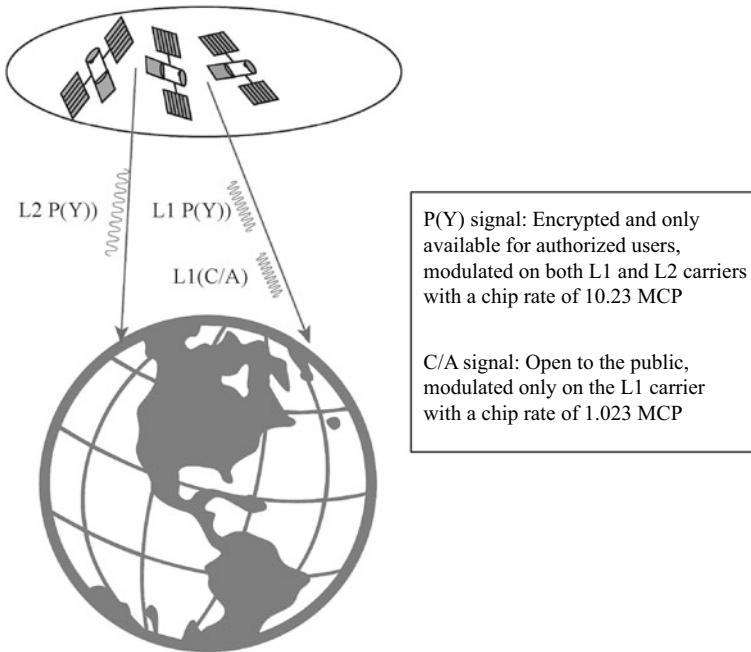 L2 P(Y))
L1 P(Y))
L1(C/A)
P(Y) signal: Encrypted and only
available for authorized users,
modulated on both L1 and L2 carriers
with a chip rate of 10.23 MCP
C/A signal: Open to the public,
modulated only on the L1 carrier
with a chip rate of 1.023 MCP